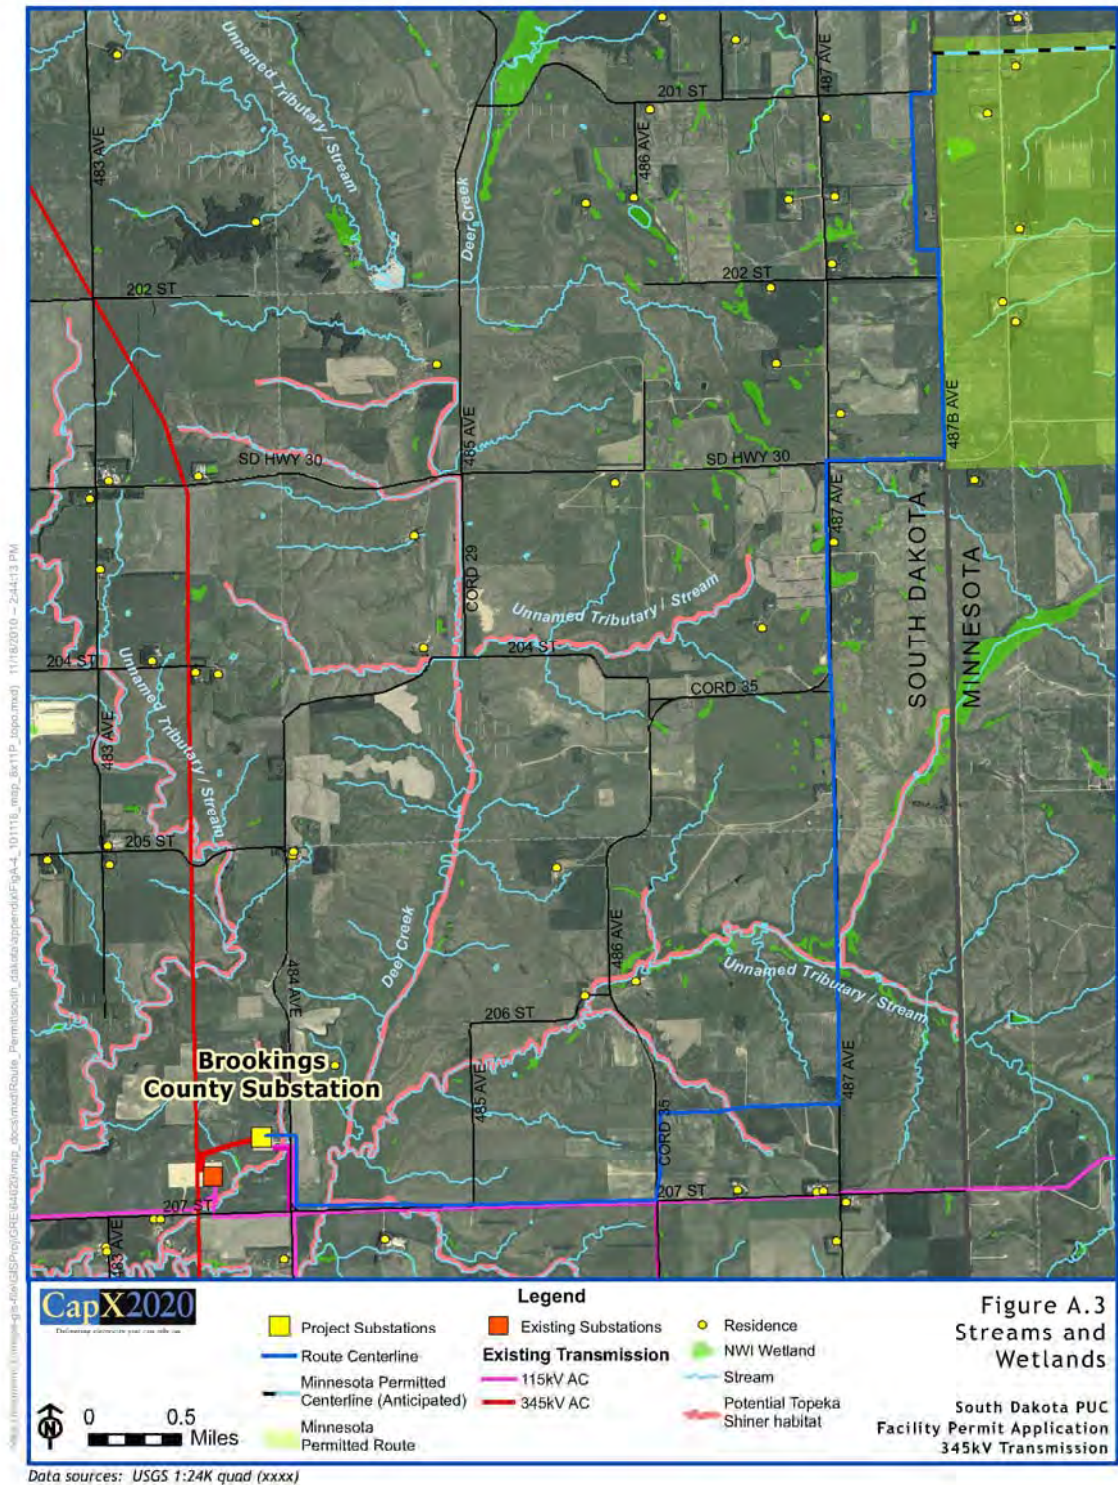 Unnamed Tributary / Stream
201 ST
487 AVE
483 AVE
486 AVE
Deer Creek
202 ST
202 ST
487B AVE
485 AVE
SD HWY 30
SD HWY 30
487 AVE
SOUTH DAKOTA
MINNESOTA
CORD 29
Unnamed Tributary / Stream
204 ST
204 ST
CORD 35
483 AVE
Unnamed Tributary / Stream
205 ST
484 AVE
Deer Creek
486 AVE
Unnamed Tributary / Stream
206 ST
Brookings
County Substation
485 AVE
487 AVE
CORD 35
207 ST
207 ST
483 AVE
CapX2020
Legend
Project Substations
Route Centerline
Minnesota Permitted
Centerline (Anticipated)
Minnesota
Permitted Route
Existing Substations
Existing Transmission
115kV AC
345kV AC
Residence
NWI Wetland
Stream
Potential Topeka
Shiner habitat
N
0 0.5
Miles
Figure A.3
Streams and
Wetlands
South Dakota PUC
Facility Permit Application
345kV Transmission
Data sources: USGS 1:24K quad (xxxx)